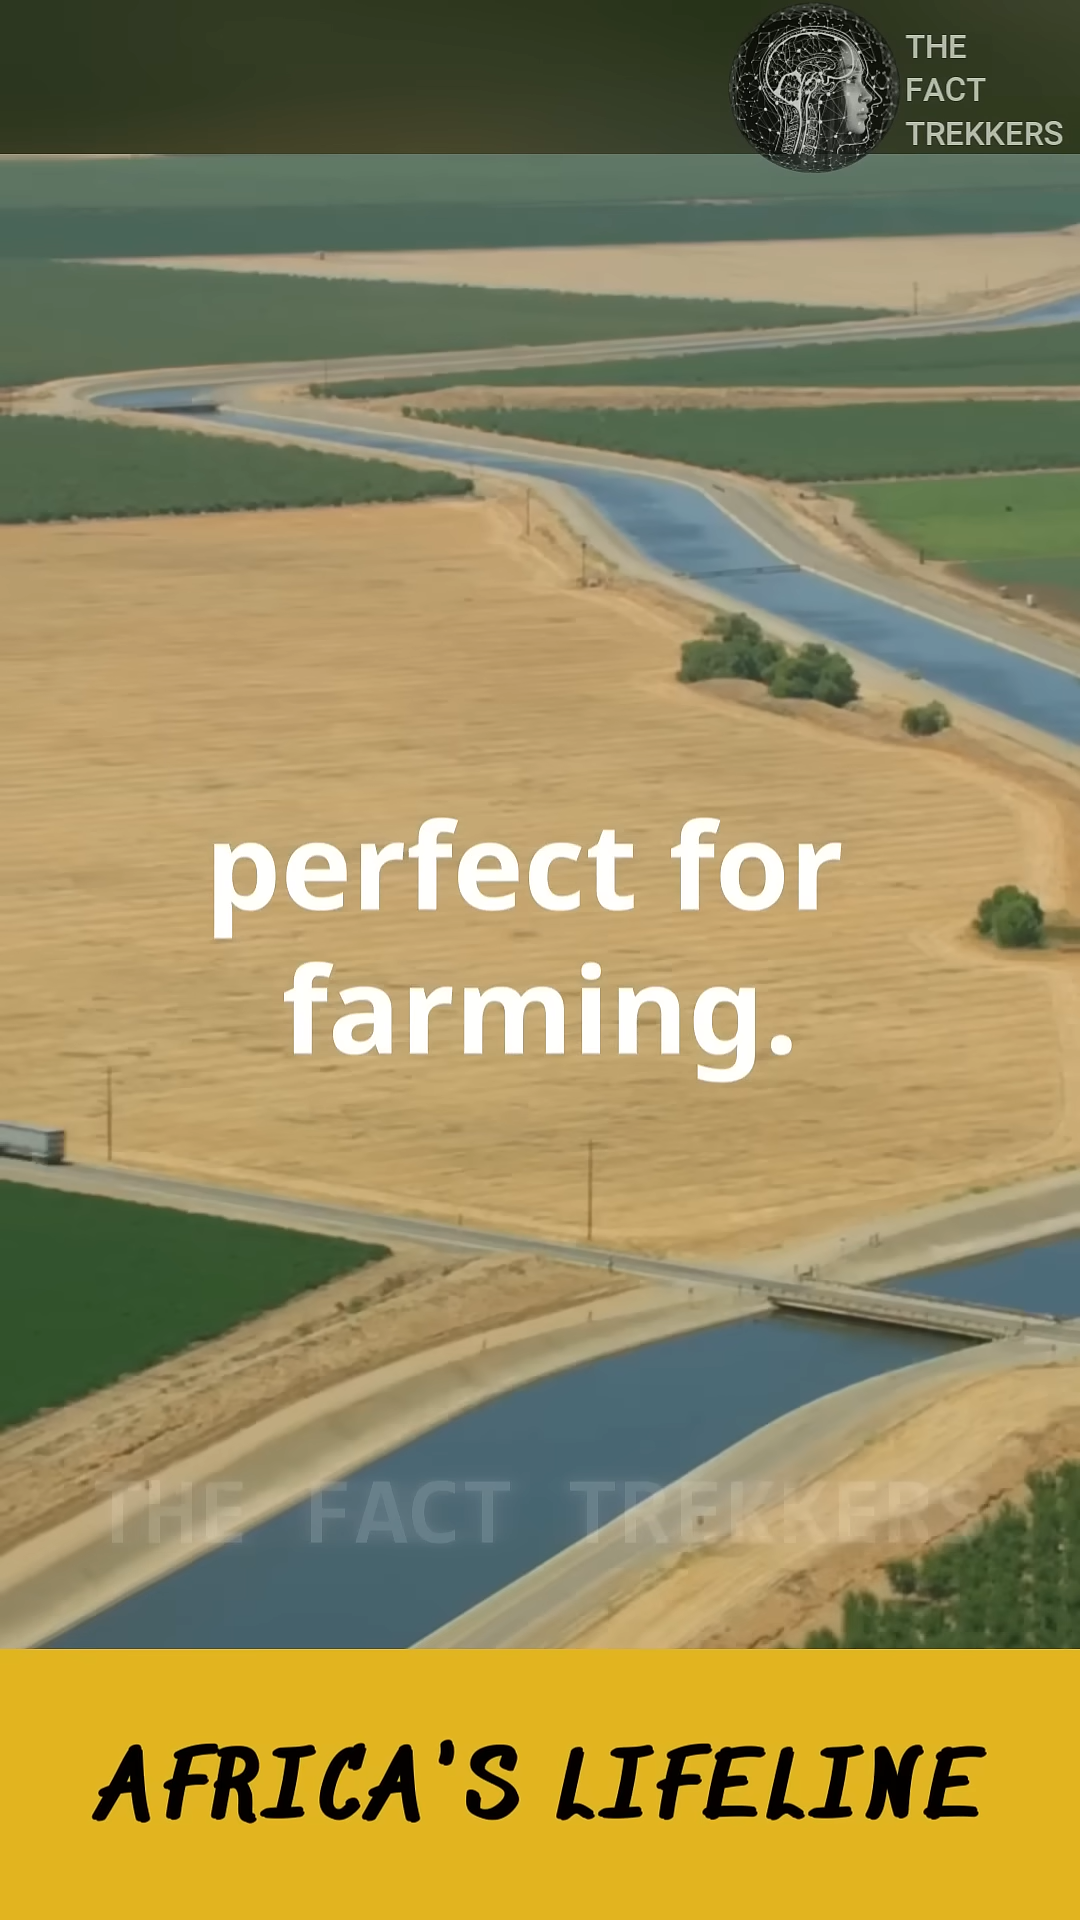 THE
FACT
TREKKERS
perfect for
farming.
THE FACT TREKKERS
AFRICA'S LIFELINE